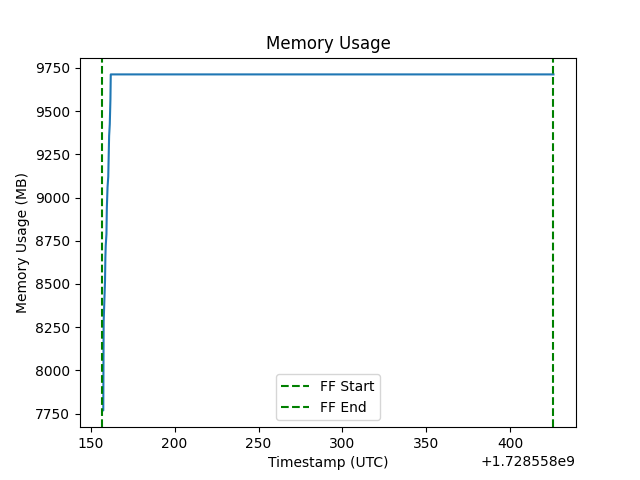 Memory Usage
Memory Usage (MB)
9750
9500
9250
9000
8750
8500
8250
8000
7750
FF Start
FF End
150
200
250
300
350
400
Timestamp (UTC)
+1.728558e9